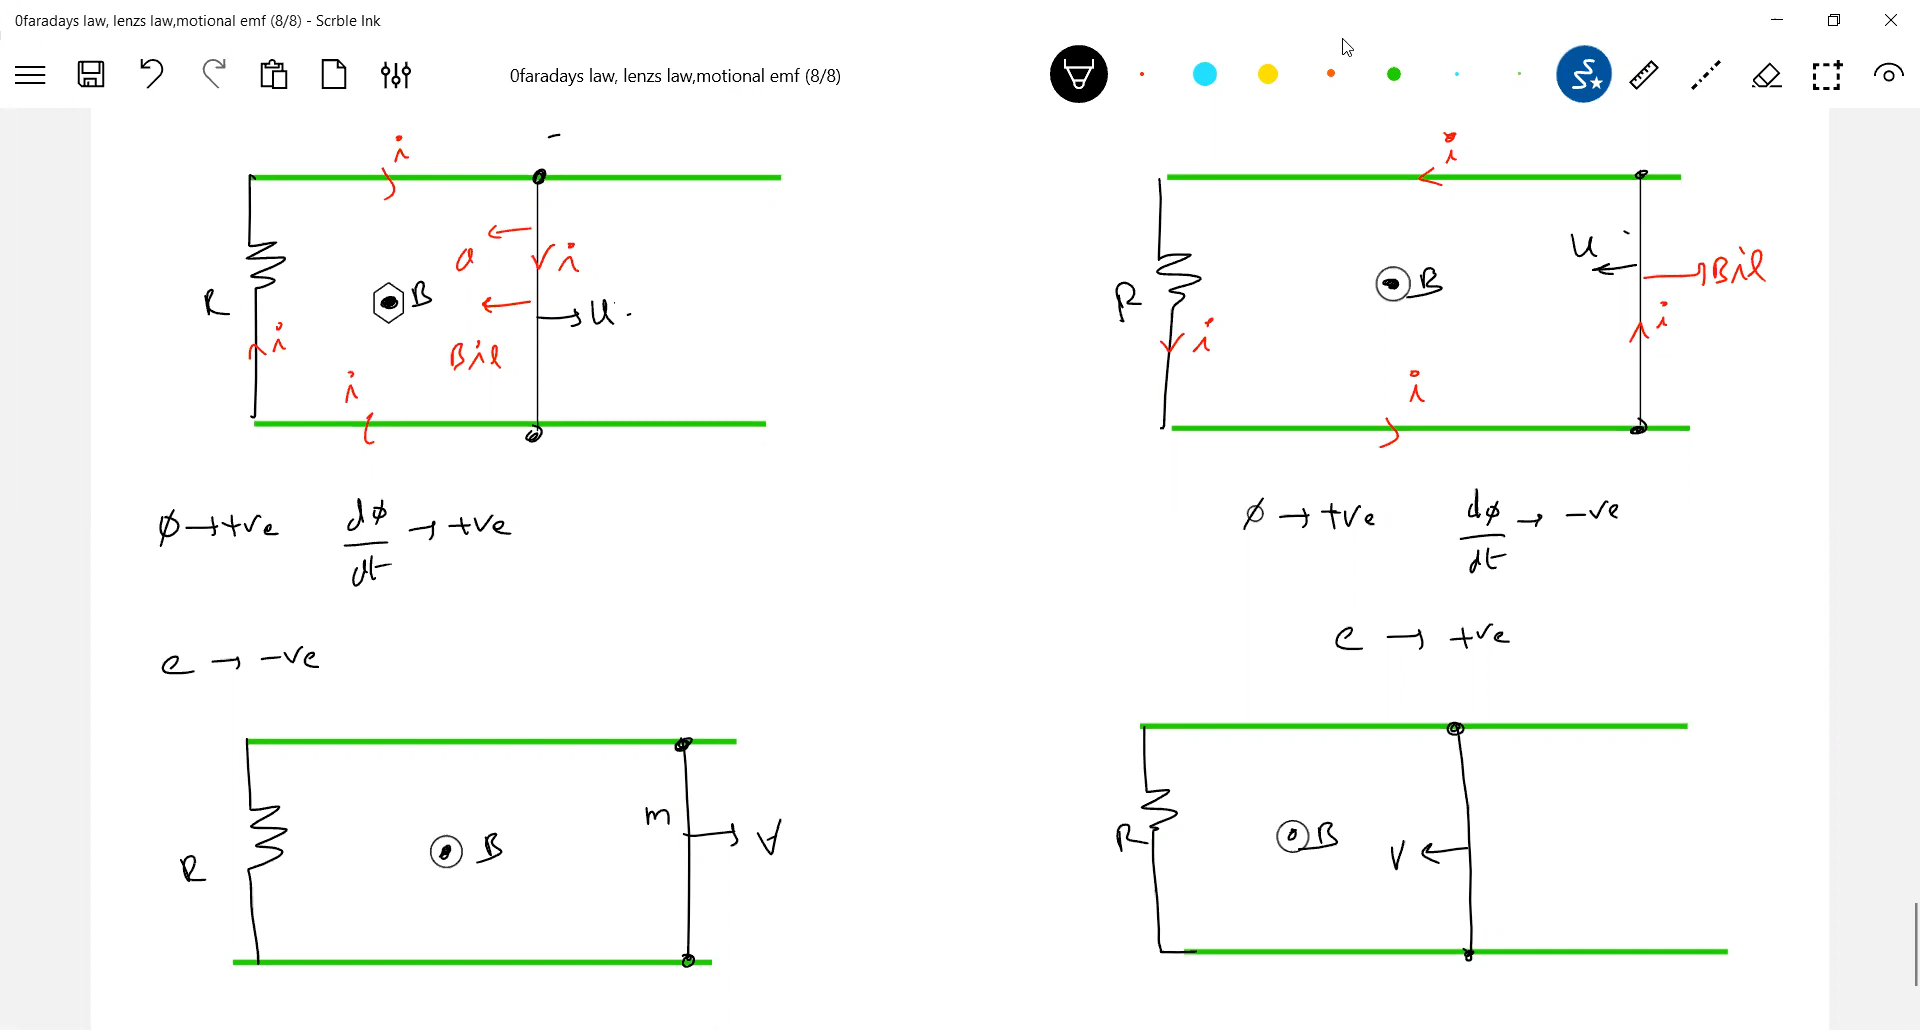 0faradays law, lenzs law,motional emf (8/8) - Scrble Ink
0faradays law, lenzs law,motional emf (8/8)
i
a
i
R
B
u
i
Bil
i
i
u
Bil
R
B
i
i
i
ϕ → +ve dϕ/dt → +ve
e → -ve
ϕ → +ve dϕ/dt → -ve
e → +ve
m
R
B
V
R
B
V